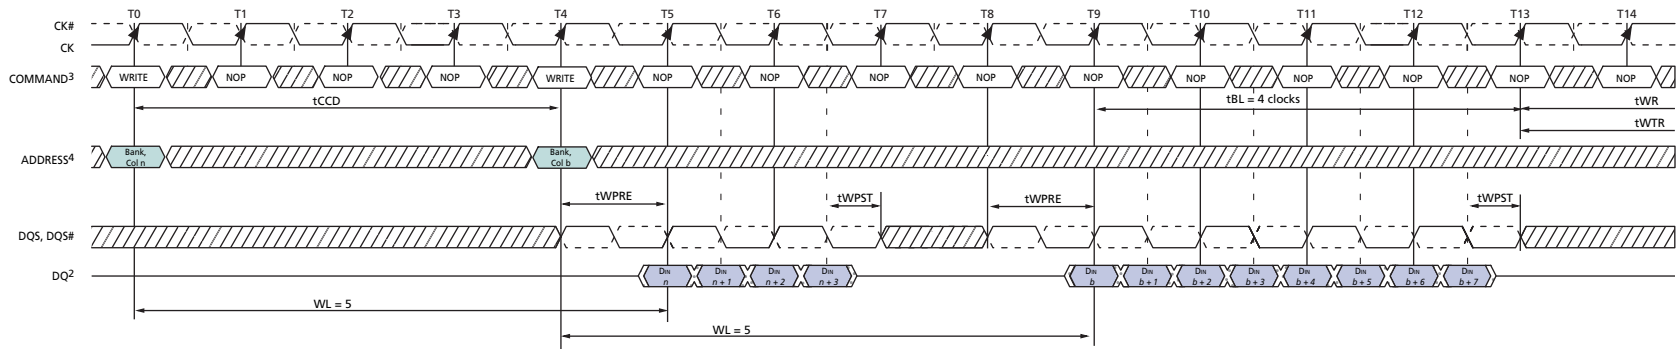 T0 T1 T2 T3 T4 T5 T6 T7 T8 T9 T10 T11 T12 T13 T14
CK#
CK
COMMAND3 WRITE NOP NOP NOP WRITE NOP NOP NOP NOP NOP NOP NOP NOP NOP NOP
tCCD tBL = 4 clocks tWR
tWTR
ADDRESS4 Bank, Col n Bank, Col b
tWPRE tWPST tWPRE tWPST
DQS, DQS#
DQ2 DIN n DIN n + 1 DIN n + 2 DIN n + 3 DIN b DIN b + 1 DIN b + 2 DIN b + 3 DIN b + 4 DIN b + 5 DIN b + 6 DIN b + 7
WL = 5
WL = 5